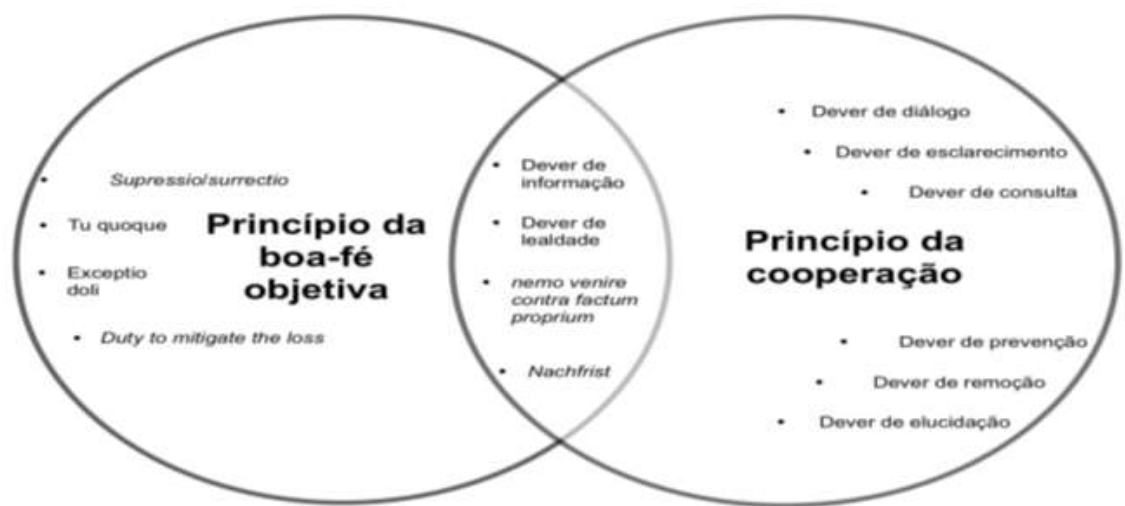 • Supressio/surrectio
• Tu quoque
• Exceptio
doli
• Duty to mitigate the loss
Princípio da
boa-fé
objetiva
• Dever de
informação
• Dever de
lealdade
• nemo venire
contra factum
proprium
• Nachfrist
• Dever de diálogo
• Dever de esclarecimento
• Dever de consulta
Princípio da
cooperação
• Dever de prevenção
• Dever de remoção
• Dever de elucidação